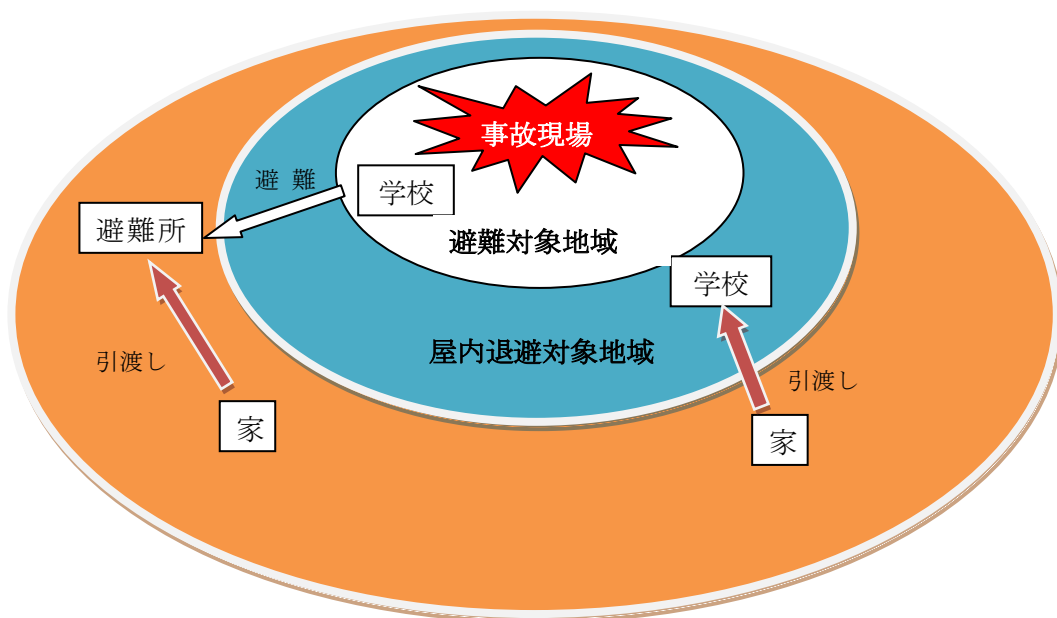 事故現場
避 難
学校
避難所
避難対象地域
学校
屋内退避対象地域
引渡し
引渡し
家
家